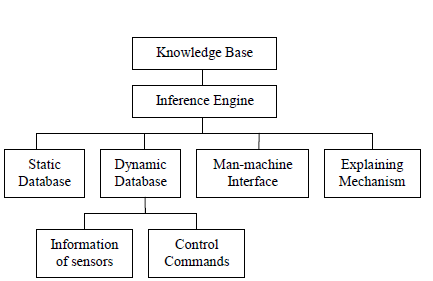 Knowledge Base
Inference Engine
Static
Database
Dynamic
Database
Man-machine
Interface
Explaining
Mechanism
Information
of sensors
Control
Commands